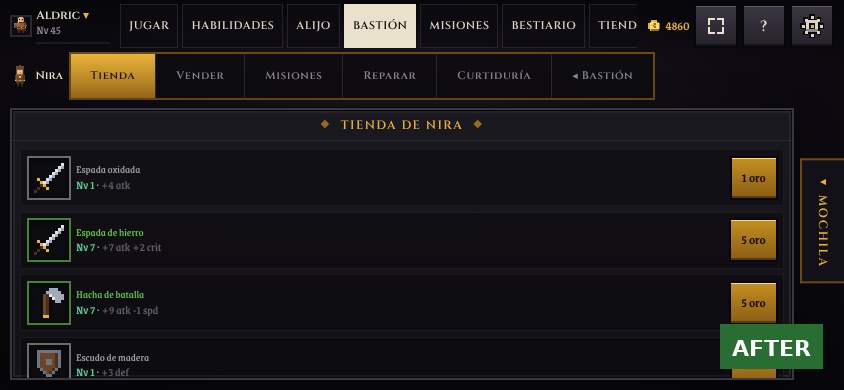 ALDRIC ▼
Nv 45
JUGAR
HABILIDADES
ALIJO
BASTIÓN
MISIONES
BESTIARIO
TIEND
4860
?
NIRA
TIENDA
VENDER
MISIONES
REPARAR
CURTIDURÍA
◂ BASTIÓN
◆ TIENDA DE NIRA ◆
Espada oxidada
Nv 1 · +4 atk
1 oro
Espada de hierro
Nv 7 · +7 atk +2 crit
5 oro
Hacha de batalla
Nv 7 · +9 atk -1 spd
5 oro
Escudo de madera
Nv 1 · +3 def
◂ MOCHILA
AFTER